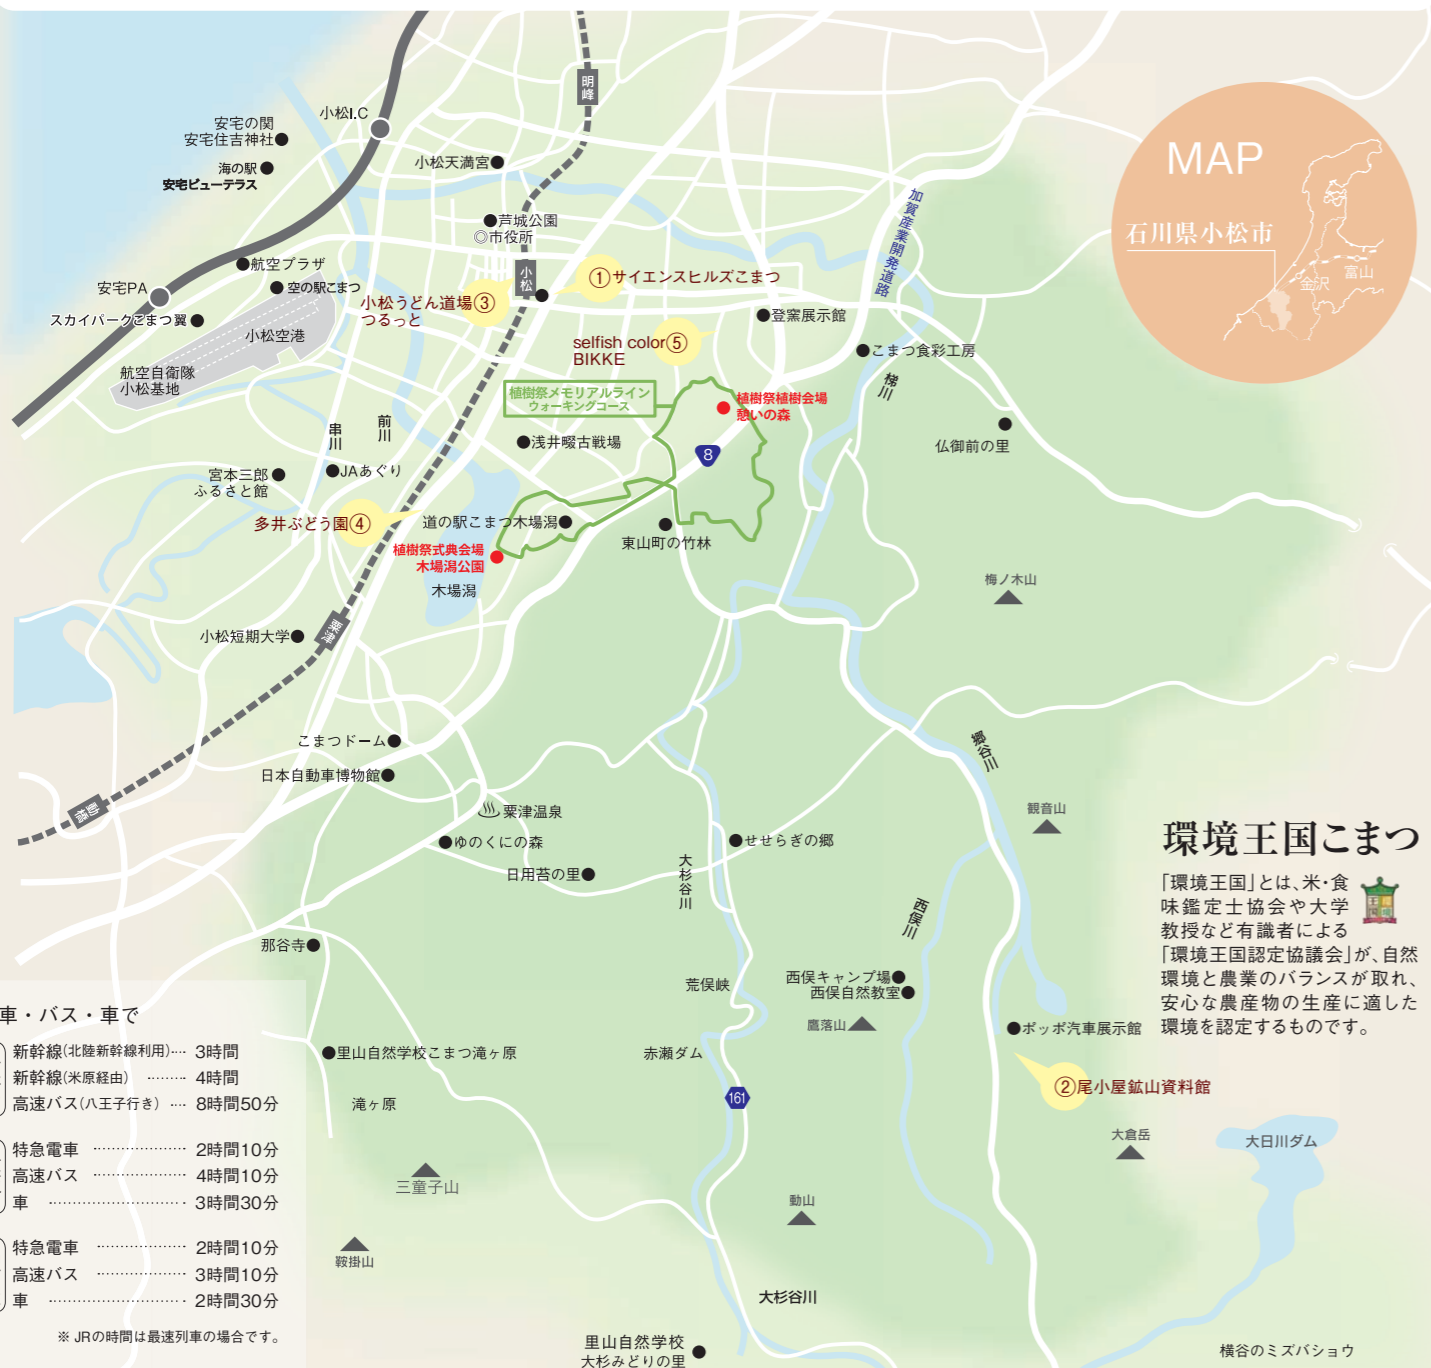 MAP
石川県小松市
金沢
富山
明峰
小松I.C
安宅の関
安宅住吉神社
海の駅
安宅ビューテラス
小松天満宮
芦城公園
◎市役所
加賀産業開発道路
小松
①サイエンスヒルズこまつ
航空プラザ
空の駅こまつ
安宅PA
スカイパークこまつ翼
小松空港
航空自衛隊
小松基地
小松うどん道場③
つるっと
登窯展示館
selfish color⑤
BIKKE
こまつ食彩工房
梯川
植樹祭メモリアルライン
ウォーキングコース
植樹祭植樹会場
憩いの森
仏御前の里
8
前川
串川
浅井畷古戦場
JAあぐり
宮本三郎
ふるさと館
多井ぶどう園④
道の駅こまつ木場潟
東山町の竹林
植樹祭式典会場
木場潟公園
木場潟
梅ノ木山
小松短期大学
粟津
こまつドーム
日本自動車博物館
動橋
郷谷川
観音山
粟津温泉
ゆのくにの森
せせらぎの郷
日用苔の里
大杉谷川
西俣川
那谷寺
荒俣峡
西俣キャンプ場
西俣自然教室
鷹落山
赤瀬ダム
ポッポ汽車展示館
②尾小屋鉱山資料館
里山自然学校こまつ滝ヶ原
滝ヶ原
161
大倉岳
大日川ダム
三童子山
動山
鞍掛山
大杉谷川
里山自然学校
大杉みどりの里
横谷のミズバショウ
環境王国こまつ
「環境王国」とは、米・食
味鑑定士協会や大学
教授など有識者による
「環境王国認定協議会」が、自然
環境と農業のバランスが取れ、
安心な農産物の生産に適した
環境を認定するものです。
車・バス・車で
新幹線(北陸新幹線利用)···· 3時間
新幹線(米原経由) ········ 4時間
高速バス(八王子行き) ···· 8時間50分
特急電車 ·················· 2時間10分
高速バス ·················· 4時間10分
車 ··························· 3時間30分
特急電車 ·················· 2時間10分
高速バス ·················· 3時間10分
車 ··························· 2時間30分
※ JRの時間は最速列車の場合です。